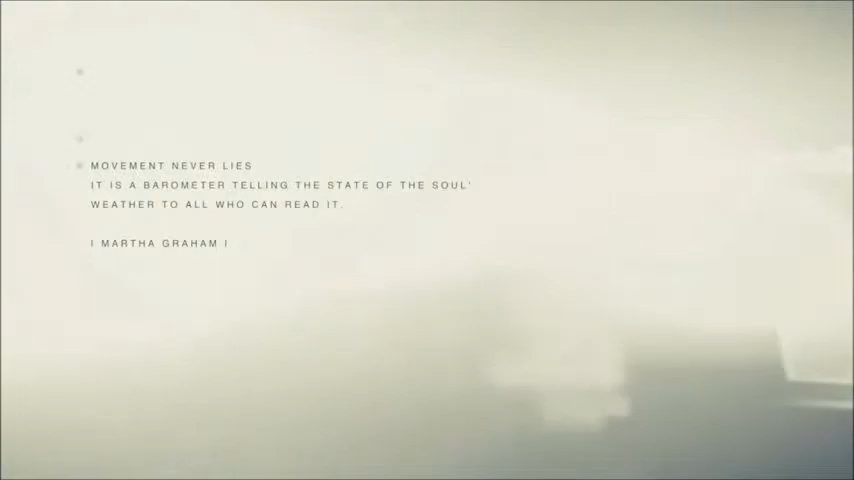 MOVEMENT NEVER LIES
IT IS A BAROMETER TELLING THE STATE OF THE SOUL'
WEATHER TO ALL WHO CAN READ IT.
I MARTHA GRAHAM I